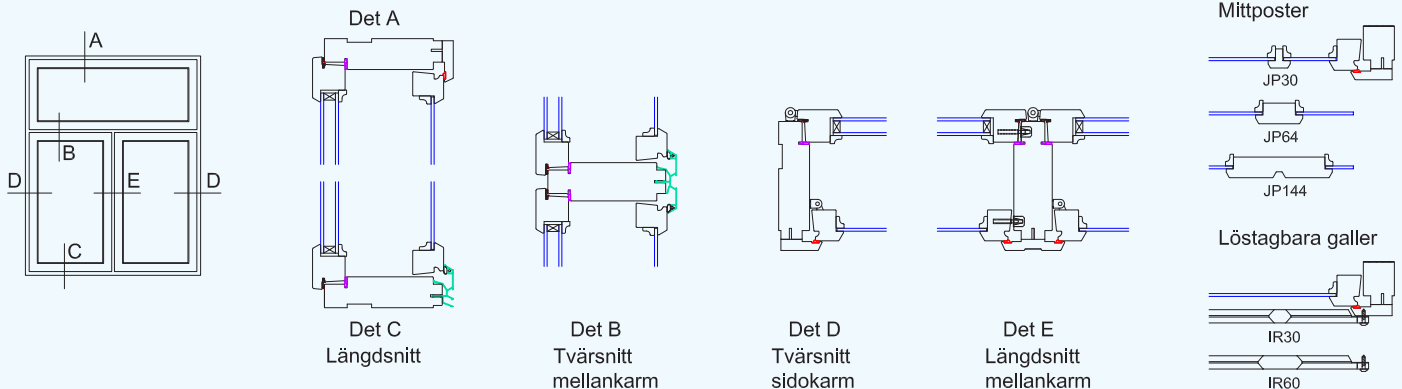 A
B
D
E
D
C
Det A
Det C
Längdsnitt
Det B
Tvärsnitt
mellankarm
Det D
Tvärsnitt
sidokarm
Det E
Längdsnitt
mellankarm
Mittposter
JP30
JP64
JP144
Löstagbara galler
IR30
IR60